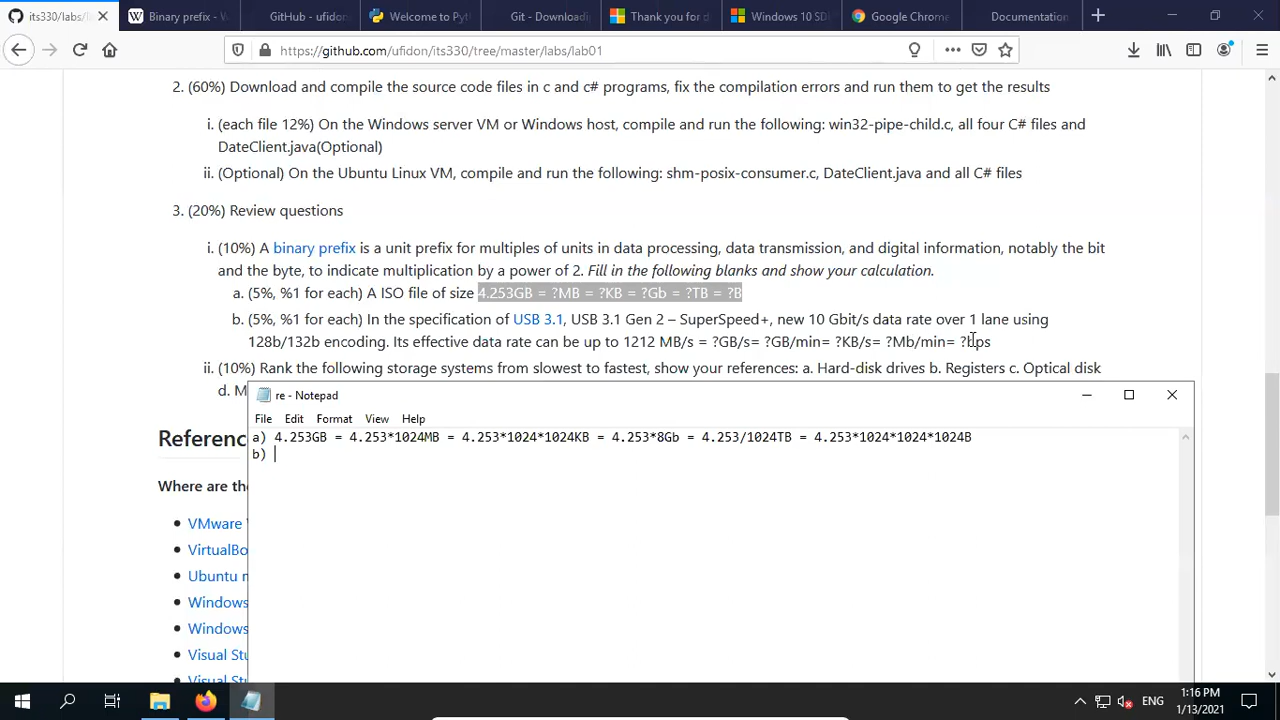 its330/labs/l
Binary prefix - W
GitHub - ufidon
Welcome to Pyt
Git - Downloadi
Thank you for d
Windows 10 SD
Google Chrome
Documentation
https://github.com/ufidon/its330/tree/master/labs/lab01
2. (60%) Download and compile the source code files in c and c# programs, fix the compilation errors and run them to get the results
i. (each file 12%) On the Windows server VM or Windows host, compile and run the following: win32-pipe-child.c, all four C# files and
DateClient.java(Optional)
ii. (Optional) On the Ubuntu Linux VM, compile and run the following: shm-posix-consumer.c, DateClient.java and all C# files
3. (20%) Review questions
i. (10%) A binary prefix is a unit prefix for multiples of units in data processing, data transmission, and digital information, notably the bit
and the byte, to indicate multiplication by a power of 2. Fill in the following blanks and show your calculation.
a. (5%, %1 for each) A ISO file of size 4.253GB = ?MB = ?KB = ?Gb = ?TB = ?B
b. (5%, %1 for each) In the specification of USB 3.1, USB 3.1 Gen 2 – SuperSpeed+, new 10 Gbit/s data rate over 1 lane using
128b/132b encoding. Its effective data rate can be up to 1212 MB/s = ?GB/s= ?GB/min= ?KB/s= ?Mb/min= ?bps
ii. (10%) Rank the following storage systems from slowest to fastest, show your references: a. Hard-disk drives b. Registers c. Optical disk
d. M
re - Notepad
File Edit Format View Help
a) 4.253GB = 4.253*1024MB = 4.253*1024*1024KB = 4.253*8Gb = 4.253/1024TB = 4.253*1024*1024*1024B
b)
Referenc
Where are the
VMware
VirtualBo
Ubuntu m
Windows
Windows
Visual Stu
Visual Stu
ENG
1:16 PM
1/13/2021